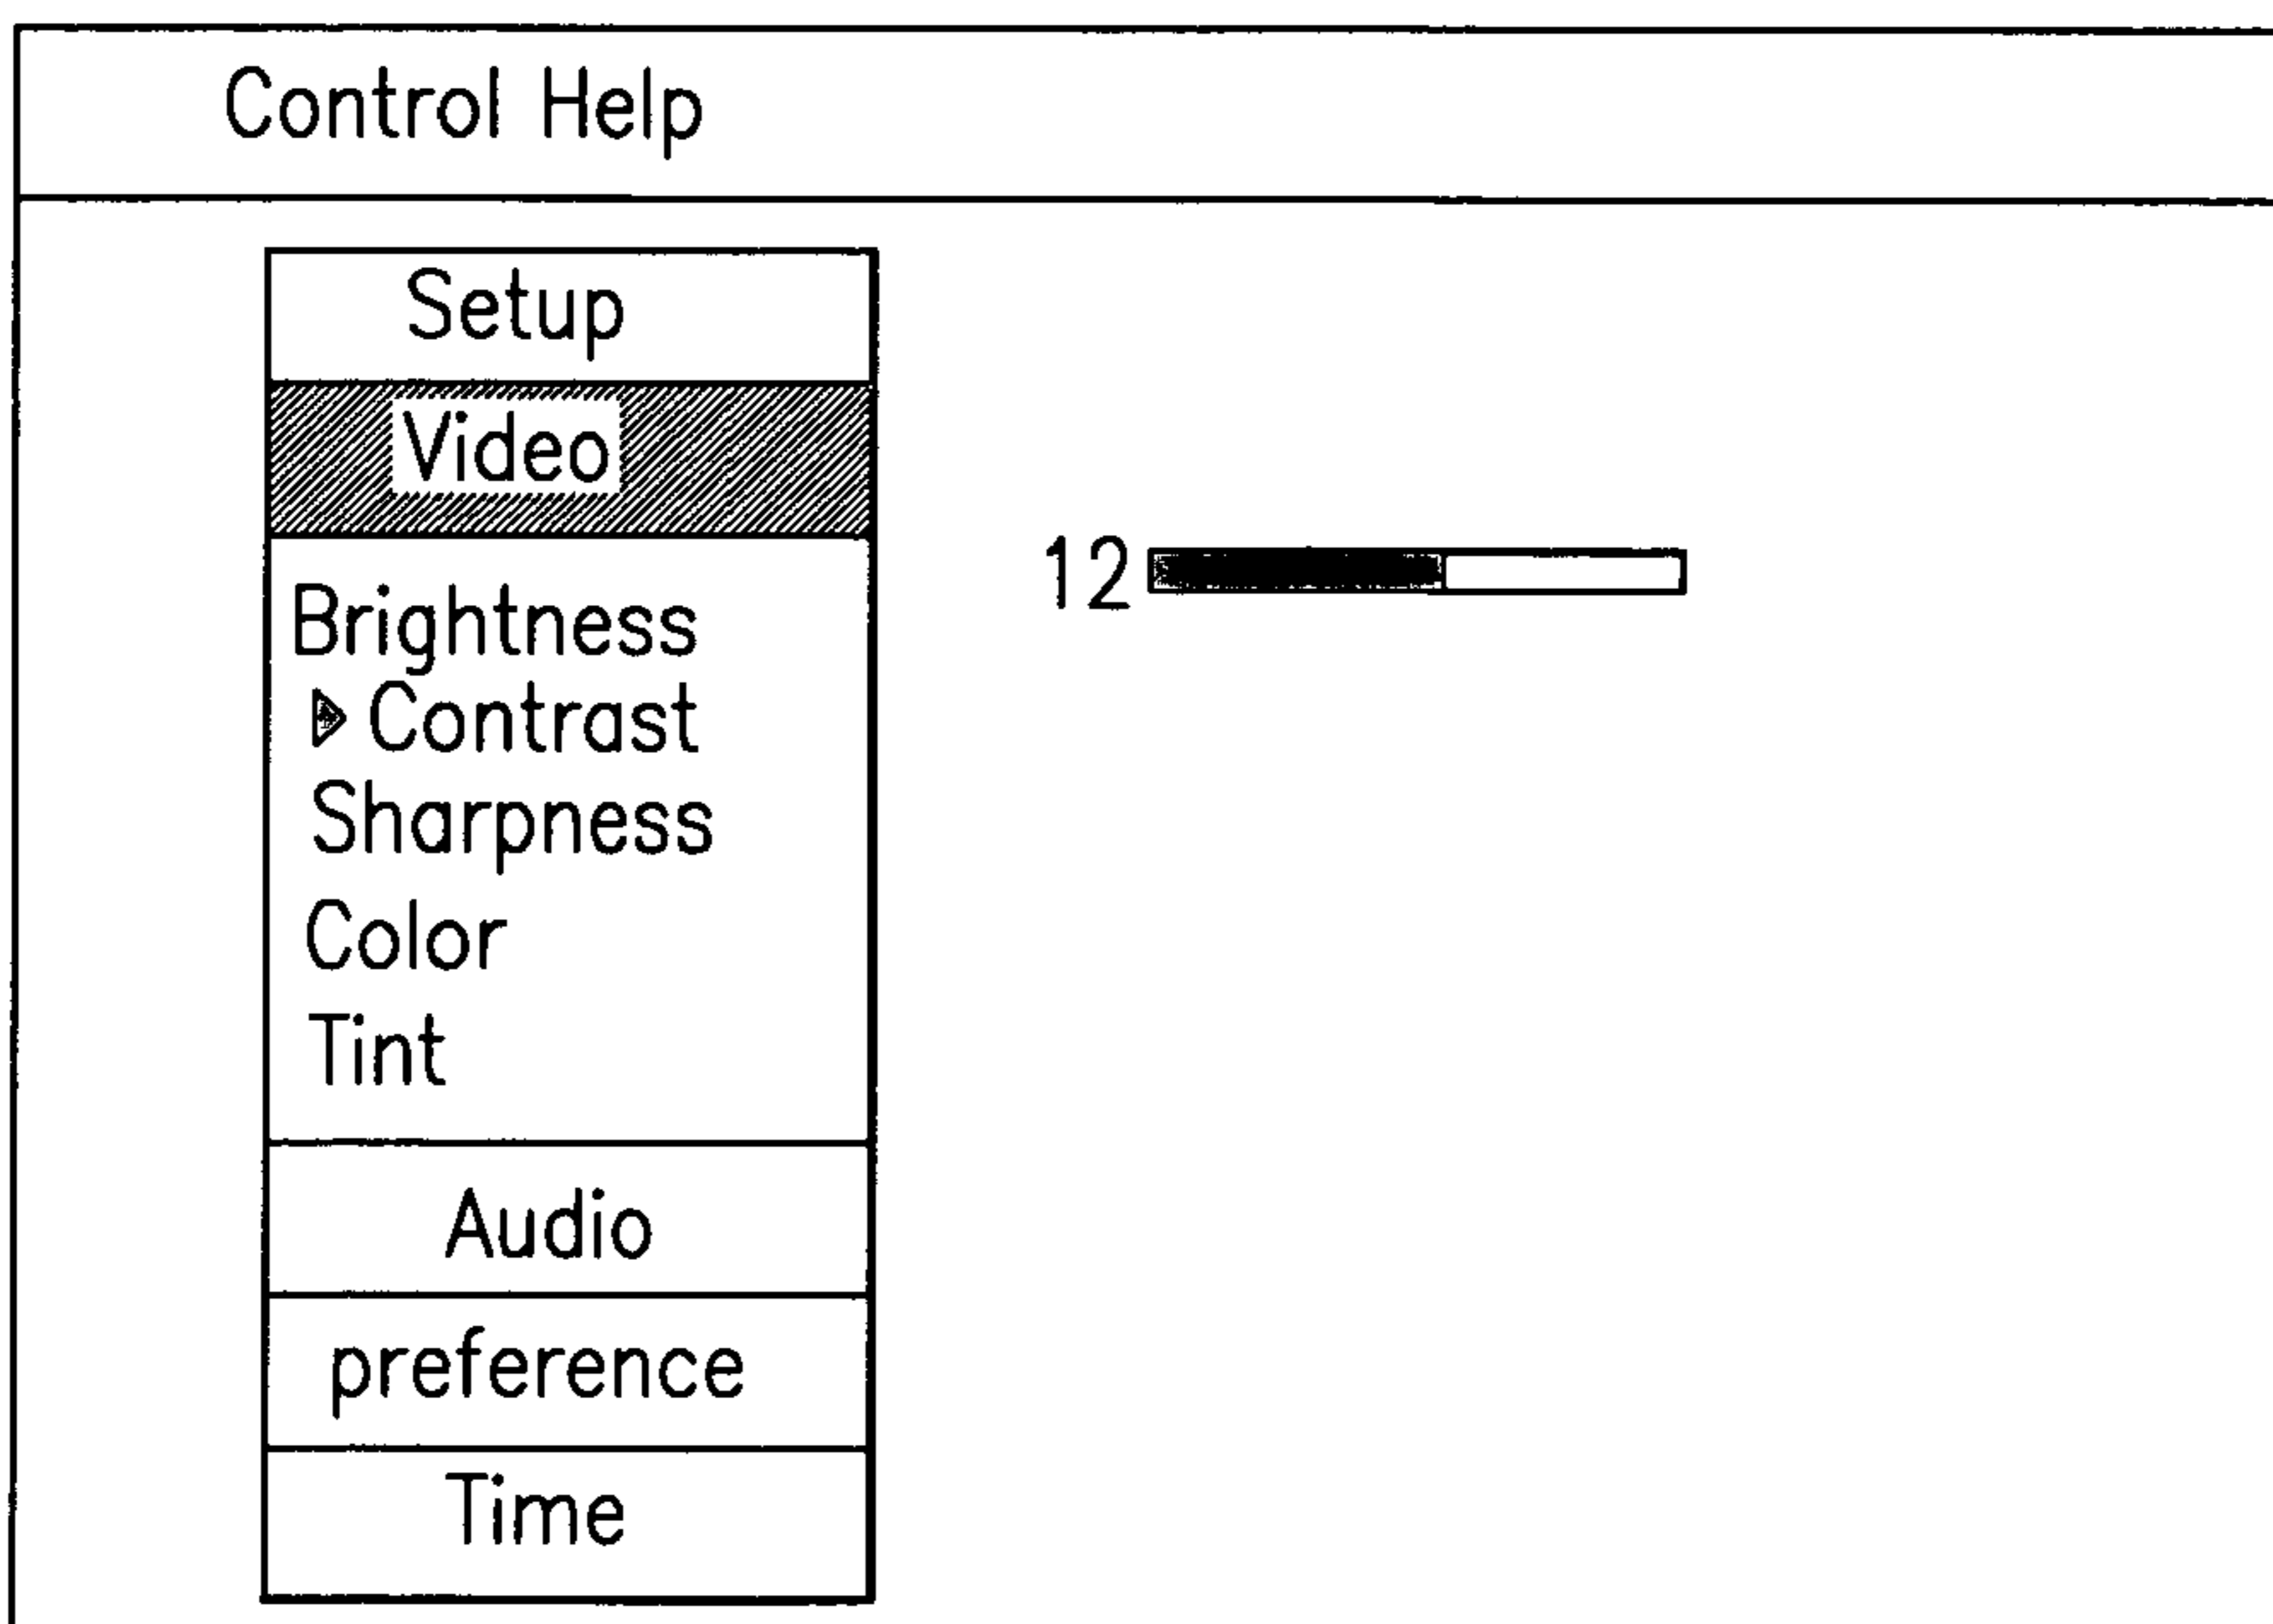 Control Help
Setup
Video
12
Brightness
Contrast
Sharpness
Color
Tint
Audio
preference
Time